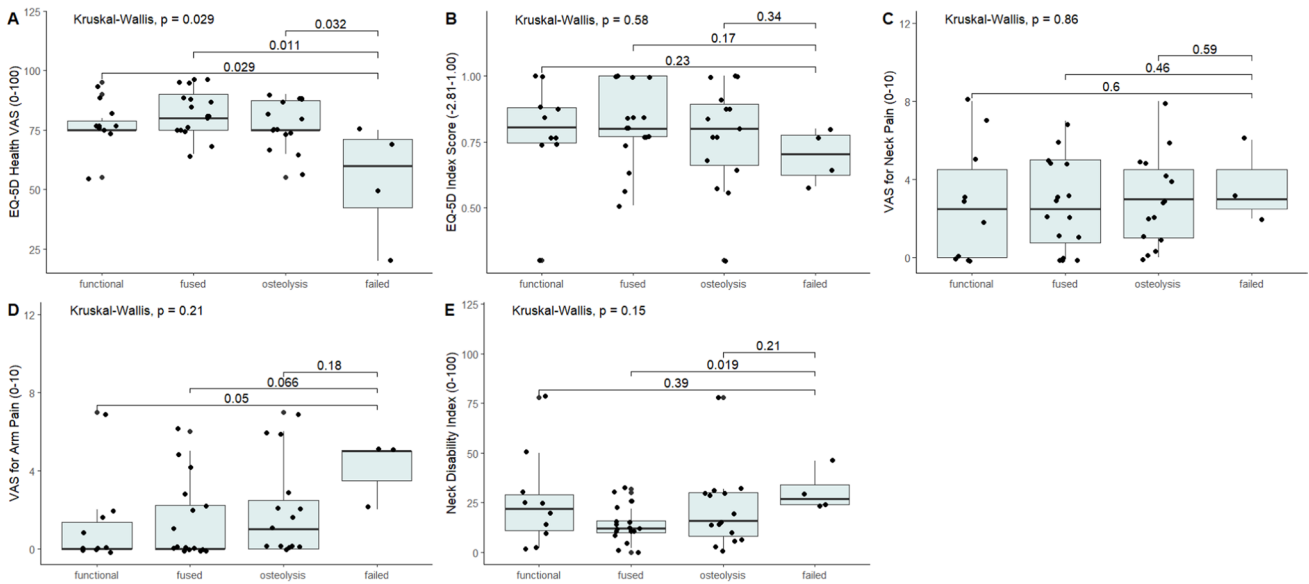 A
Kruskal-Wallis, p = 0.029
EQ-5D Health VAS (0-100)
125
100
75
50
25
0.032
0.011
0.029
functional fused osteolysis failed
B
Kruskal-Wallis, p = 0.58
EQ-5D Index Score (-2.81-1.00)
1.00
0.75
0.50
0.34
0.17
0.23
functional fused osteolysis failed
C
Kruskal-Wallis, p = 0.86
VAS for Neck Pain (0-10)
12
8
4
0
0.59
0.46
0.6
functional fused osteolysis failed
D
Kruskal-Wallis, p = 0.21
VAS for Arm Pain (0-10)
12
8
4
0
0.18
0.066
0.05
functional fused osteolysis failed
E
Kruskal-Wallis, p = 0.15
Neck Disability Index (0-100)
125
100
75
50
25
0
0.21
0.019
0.39
functional fused osteolysis failed